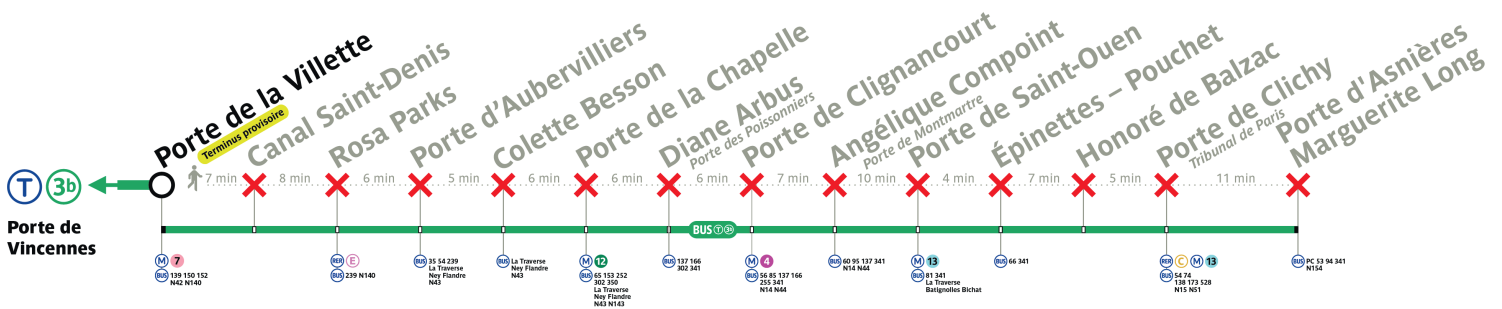 Porte de la Villette
Terminus provisoire
Canal Saint-Denis
Rosa Parks
Porte d'Aubervilliers
Colette Besson
Porte de la Chapelle
Diane Arbus
Porte des Poissonniers
Porte de Clignancourt
Angélique Compoint
Porte de Montmartre
Porte de Saint-Ouen
Épinettes – Pouchet
Honoré de Balzac
Porte de Clichy
Tribunal de Paris
Porte d'Asnières
Marguerite Long
T 3b
7 min 8 min 6 min 5 min 6 min 6 min 6 min 7 min 10 min 4 min 7 min 5 min 11 min
Porte de
Vincennes
BUS T 3b
M 7
BUS 139 150 152
N42 N140
RER E
BUS 239 N140
BUS 35 54 239
La Traverse
Ney Flandre
N43
BUS La Traverse
Ney Flandre
N43
M 12
BUS 65 153 252
302 350
La Traverse
Ney Flandre
N43 N143
BUS 137 166
302 341
M 4
BUS 56 85 137 166
255 341
N14 N44
BUS 60 95 137 341
N14 N44
M 13
BUS 81 341
La Traverse
Batignolles Bichat
BUS 66 341
RER C M 13
BUS 54 74
138 173 528
N15 N51
BUS PC 53 94 341
N154